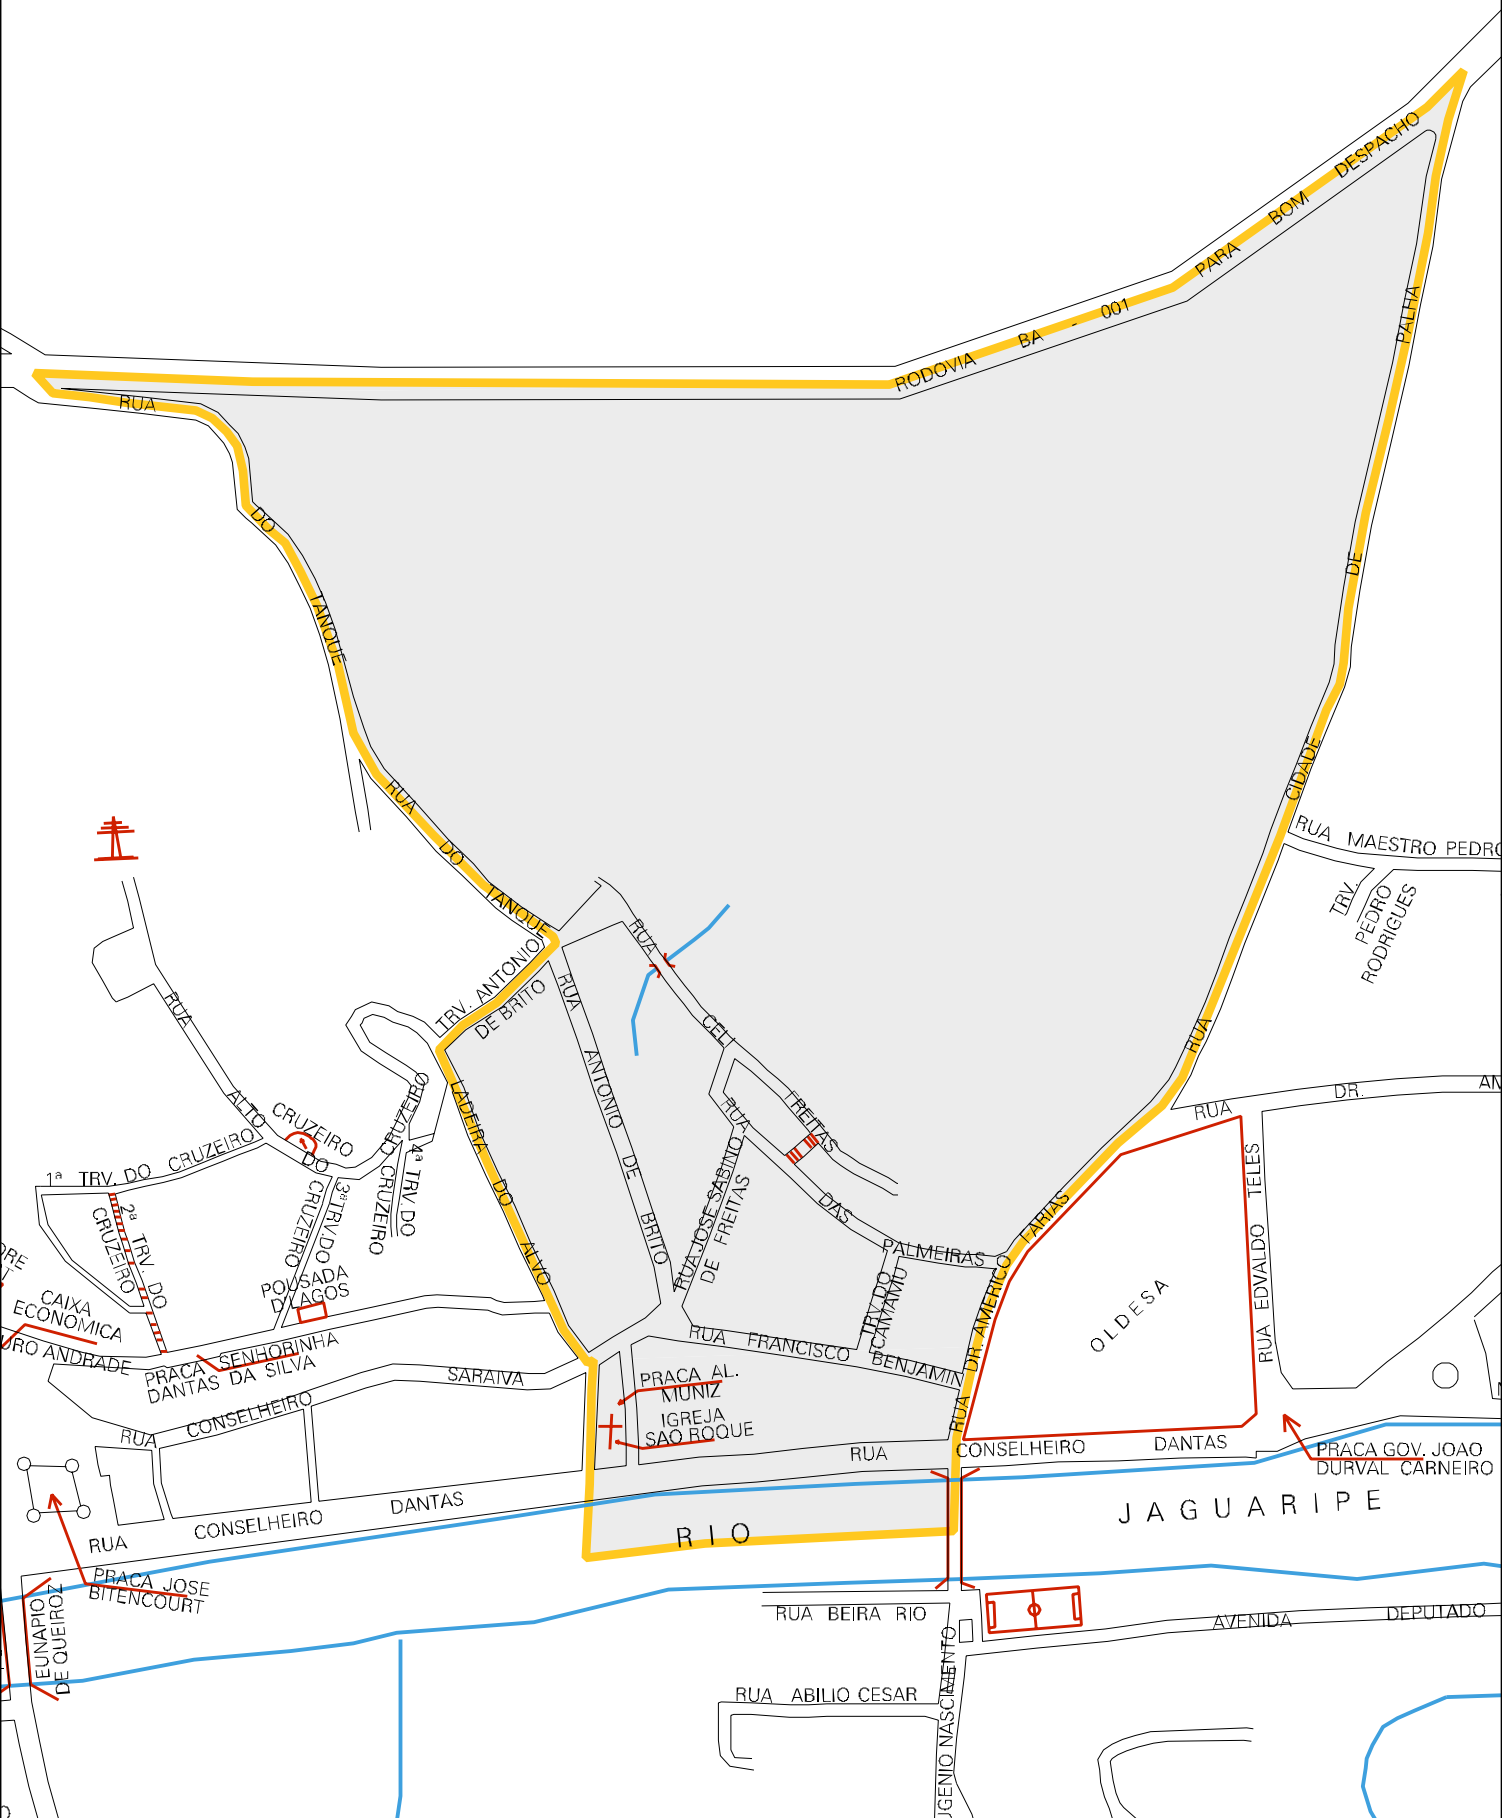 RODOVIA BA - 001 PARA BOM DESPACHO
RUA DO TANQUE
RUA DO TANQUE
RUA CIDADE DE PALHA
RUA MAESTRO PEDRO
TRV. PEDRO
RODRIGUES
TRV. ANTONIO
DE BRITO
RUA ANTONIO DE BRITO
RUA CEL. FREITAS
RUA DAS PALMEIRAS
RUA JOSE SABINO
DE FREITAS
TRV. DO
CAMAMU
RUA FRANCISCO BENJAMIN
RUA DR. AMERICO FARIAS
RUA DR. AM
RUA EDVALDO TELES
OLDESA
LADEIRA DO ALVO
RUA ALTO DO CRUZEIRO
CRUZEIRO
1ª TRV. DO CRUZEIRO
2ª TRV. DO
CRUZEIRO
3ª TRV. DO
CRUZEIRO
4ª TRV. DO
CRUZEIRO
POUSADA
D'LAGOS
CAIXA
ECONOMICA
URO ANDRADE
PRACA SENHORINHA
DANTAS DA SILVA
RUA CONSELHEIRO SARAIVA
PRACA AL.
MUNIZ
IGREJA
SAO ROQUE
RUA CONSELHEIRO DANTAS
RUA CONSELHEIRO DANTAS
PRACA GOV. JOAO
DURVAL CARNEIRO
RIO JAGUARIPE
PRACA JOSE
BITENCOURT
EUNAPIO
DE QUEIROZ
RUA BEIRA RIO
AVENIDA DEPUTADO
RUA ABILIO CESAR
UGENIO NASCIMENTO